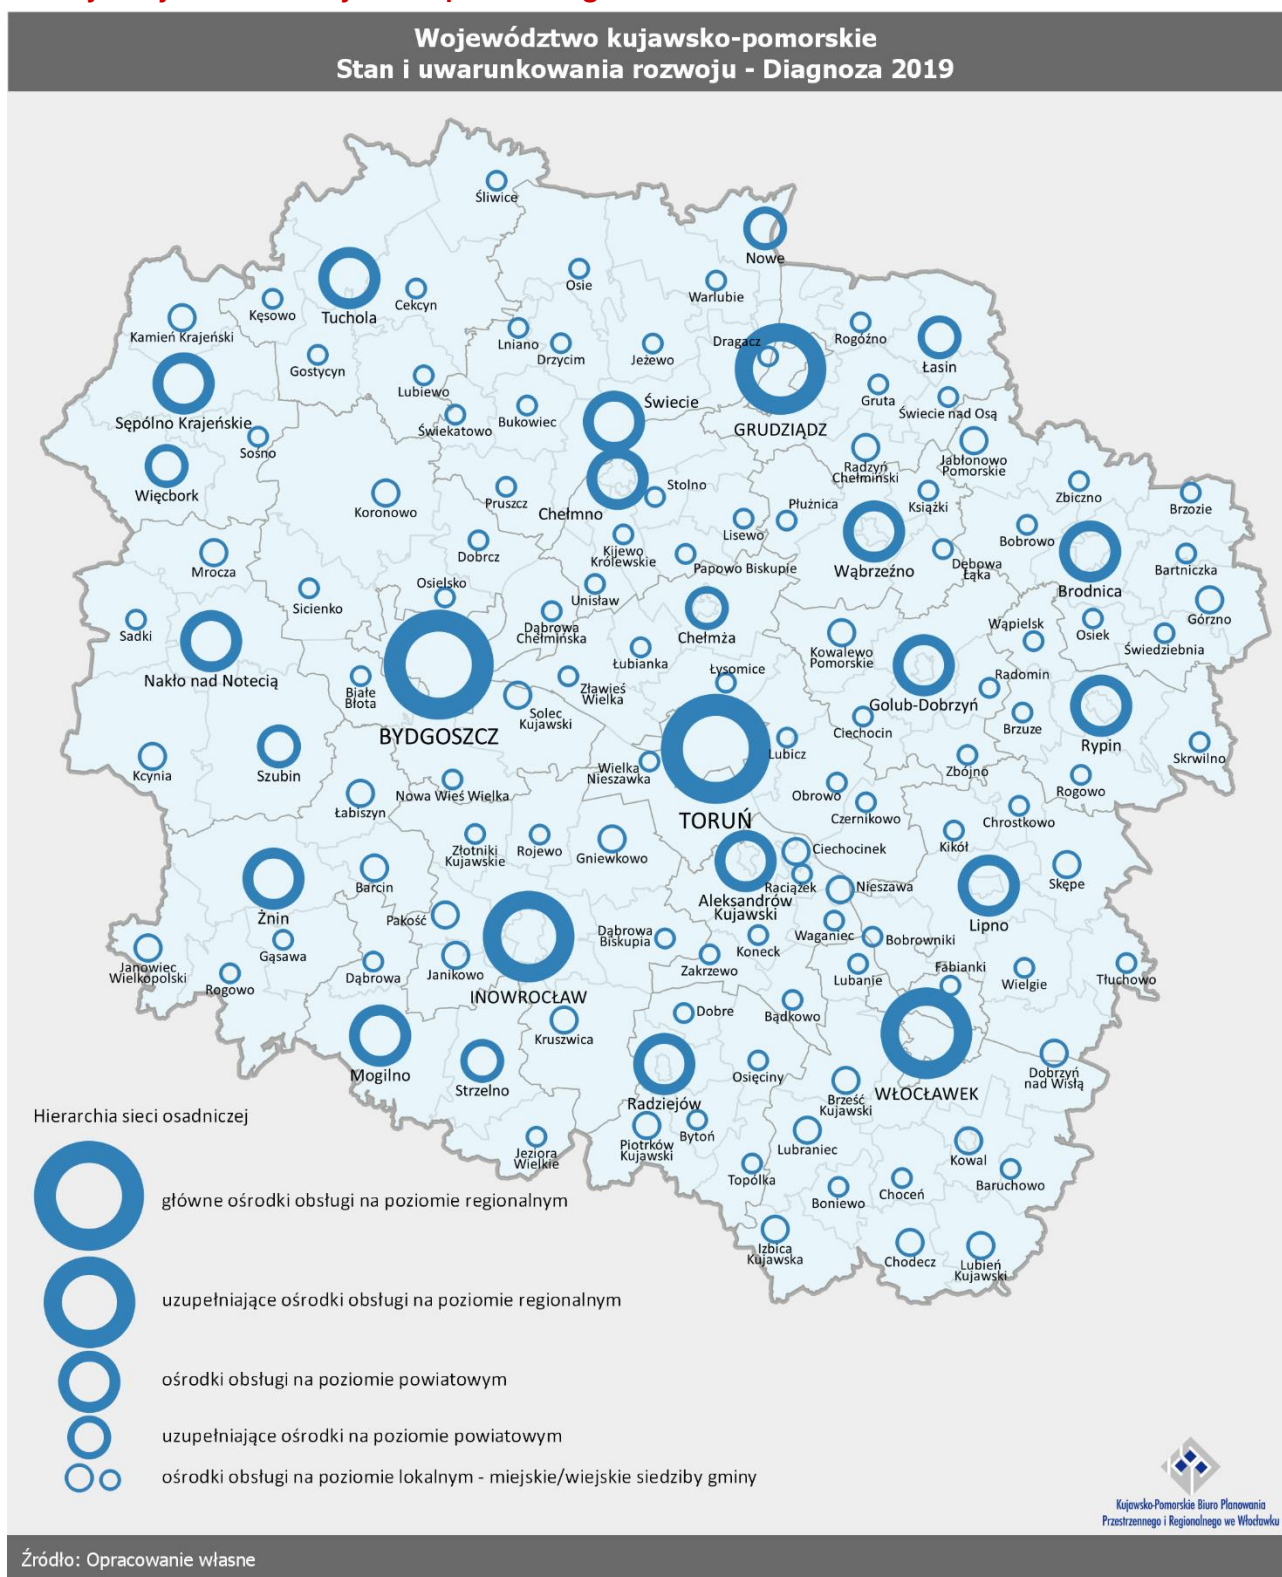 Województwo kujawsko-pomorskie
Stan i uwarunkowania rozwoju - Diagnoza 2019
Śliwice
Nowe
Osie
Warlubie
Tuchola
Cekcyn
Kęsowo
Kamień Krajeński
Lniano
Drzycim
Jeżewo
Dragacz
Rogóźno
Łasin
Gostycyn
Lubiewo
Gruta
Świecie nad Osą
Sępólno Krajeńskie
Świekatowo
Bukowiec
Świecie
GRUDZIĄDZ
Sośno
Więcbork
Radzyń
Chełmiński
Jabłonowo
Pomorskie
Koronowo
Pruszcz
Chełmno
Stolno
Płużnica
Książki
Zbiczno
Brzozie
Lisewo
Bobrowo
Dobrcz
Kijewo
Królewskie
Papowo Biskupie
Wąbrzeźno
Dębowa
Łąka
Brodnica
Bartniczka
Mrocza
Sicienko
Osielsko
Unisław
Dąbrowa
Chełmińska
Chełmża
Wąpielsk
Osiek
Górzno
Świedziebnia
Sadki
Kowalewo
Pomorskie
Łubianka
Łysomice
Radomin
Nakło nad Notecią
Białe
Błota
Solec
Kujawski
Zławieś
Wielka
Golub-Dobrzyń
BYDGOSZCZ
Ciechocin
Brzuze
Rypin
Skrwilno
Kcynia
Szubin
Wielka
Nieszawka
Lubicz
Zbójno
Rogowo
Łabiszyn
Nowa Wieś Wielka
Obrowo
Czernikowo
TORUŃ
Chrostkowo
Złotniki
Kujawskie
Rojewo
Gniewkowo
Ciechocinek
Kikół
Raciążek
Barcin
Nieszawa
Skępe
Aleksandrów
Kujawski
Żnin
Pakość
Lipno
Waganiec
Dąbrowa
Biskupia
Koneck
Bobrowniki
Gąsawa
Janowiec
Wielkopolski
Rogowo
Dąbrowa
Janikowo
Zakrzewo
Lubanie
Fabianki
Wielgie
Tłuchowo
INOWROCŁAW
Dobre
Bądkowo
Kruszwica
Mogilno
Strzelno
Osięciny
Dobrzyń
nad Wisłą
Radziejów
Brześć
Kujawski
WŁOCŁAWEK
Jeziora
Wielkie
Piotrków
Kujawski
Bytoń
Lubraniec
Kowal
Topólka
Boniewo
Choceń
Baruchowo
Izbica
Kujawska
Chodecz
Lubień
Kujawski
Hierarchia sieci osadniczej
główne ośrodki obsługi na poziomie regionalnym
uzupełniające ośrodki obsługi na poziomie regionalnym
ośrodki obsługi na poziomie powiatowym
uzupełniające ośrodki na poziomie powiatowym
ośrodki obsługi na poziomie lokalnym - miejskie/wiejskie siedziby gminy
Kujawsko-Pomorskie Biuro Planowania
Przestrzennego i Regionalnego we Włocławku
Źródło: Opracowanie własne